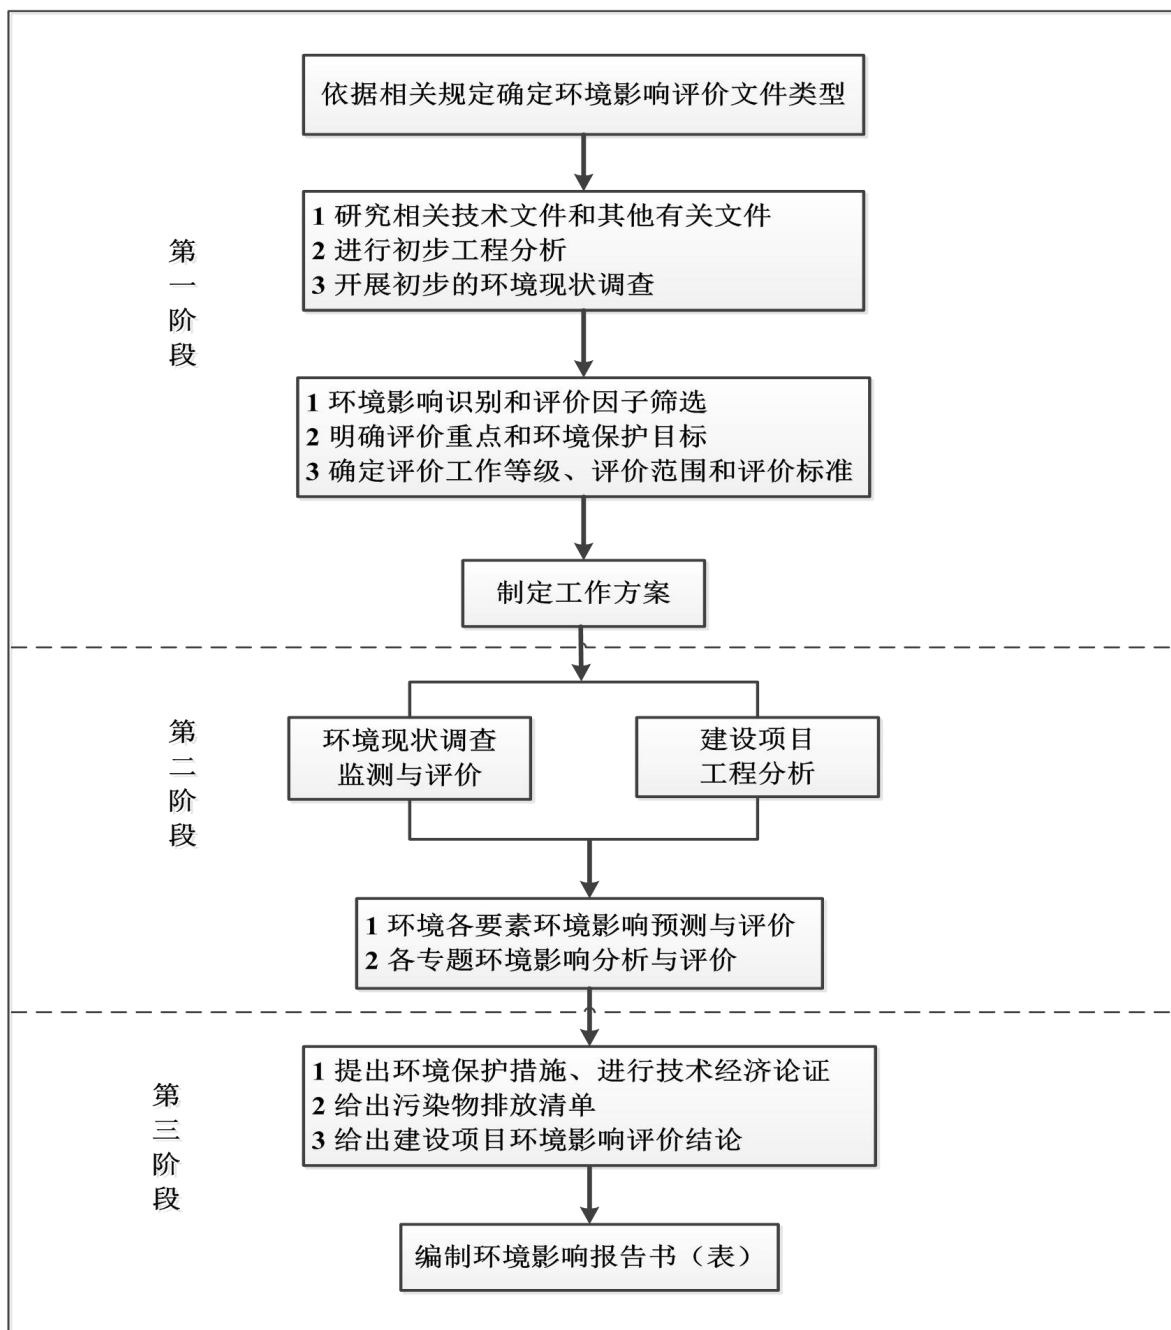 依据相关规定确定环境影响评价文件类型
第一阶段
1 研究相关技术文件和其他有关文件
2 进行初步工程分析
3 开展初步的环境现状调查
1 环境影响识别和评价因子筛选
2 明确评价重点和环境保护目标
3 确定评价工作等级、评价范围和评价标准
制定工作方案
第二阶段
环境现状调查
监测与评价
建设项目
工程分析
1 环境各要素环境影响预测与评价
2 各专题环境影响分析与评价
第三阶段
1 提出环境保护措施、进行技术经济论证
2 给出污染物排放清单
3 给出建设项目环境影响评价结论
编制环境影响报告书（表）